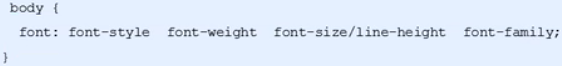 body {
font: font-style font-weight font-size/line-height font-family;
}